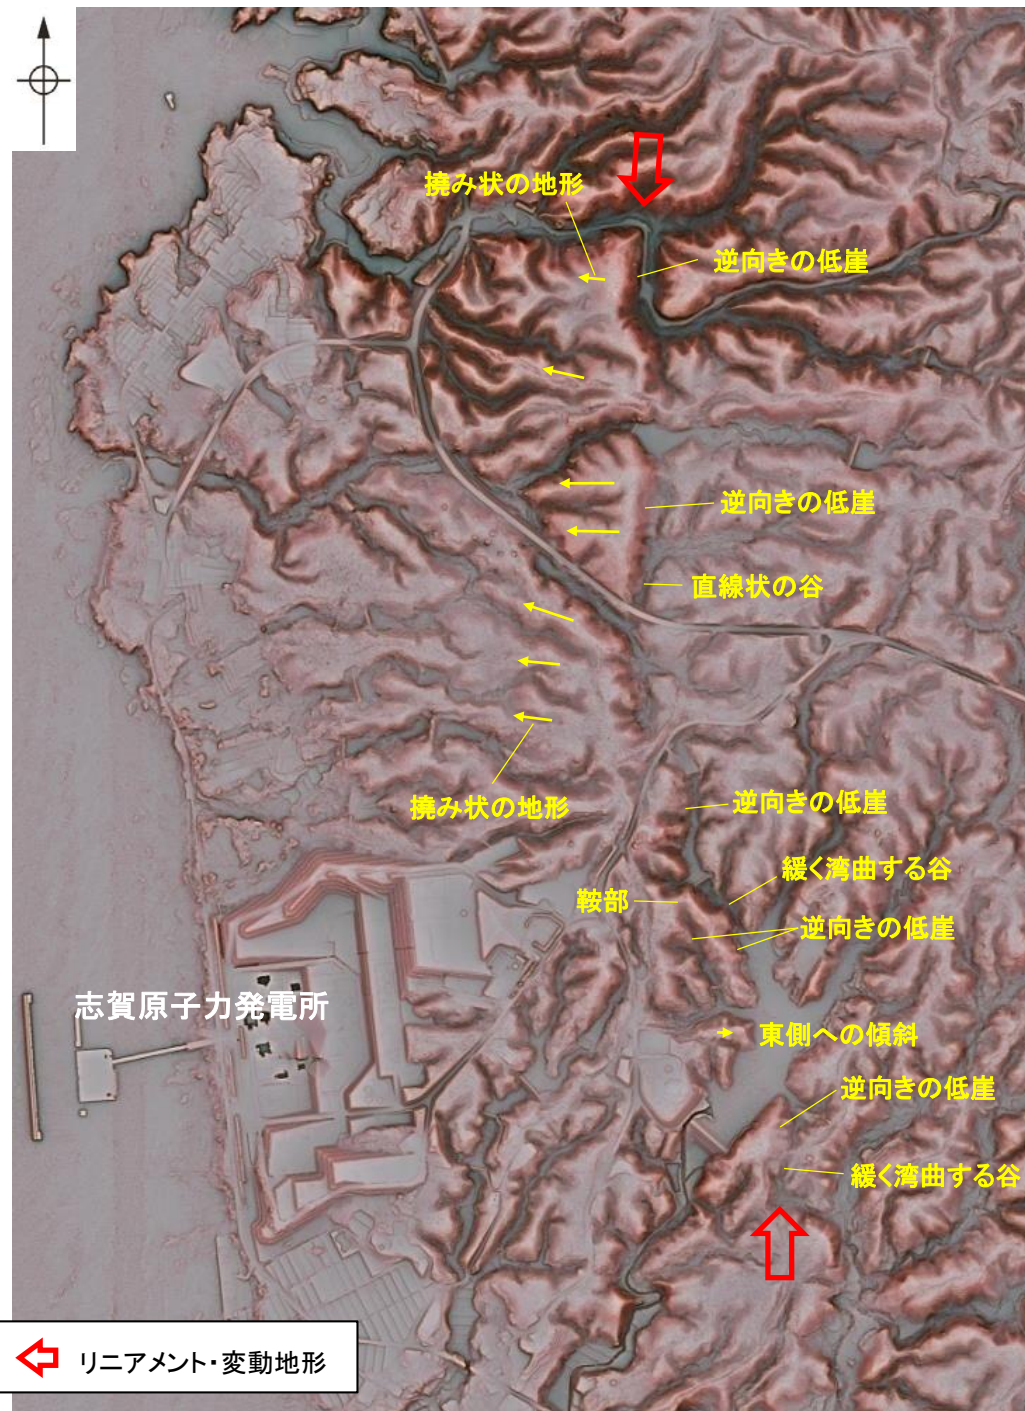 撓み状の地形
逆向きの低崖
逆向きの低崖
直線状の谷
撓み状の地形
逆向きの低崖
緩く湾曲する谷
鞍部
逆向きの低崖
志賀原子力発電所
東側への傾斜
逆向きの低崖
緩く湾曲する谷
リニアメント・変動地形